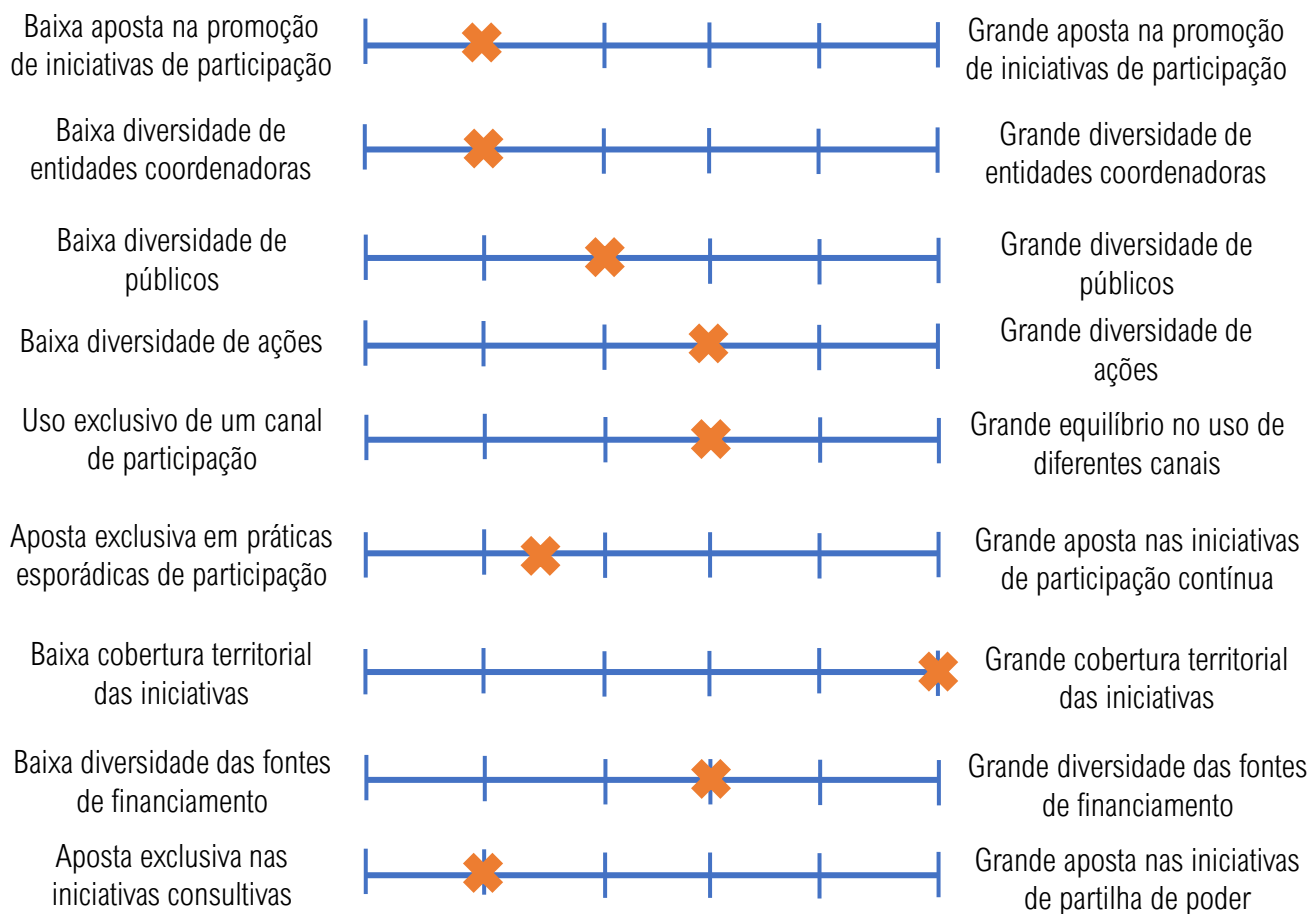 Baixa aposta na promoção
de iniciativas de participação
Grande aposta na promoção
de iniciativas de participação
Baixa diversidade de
entidades coordenadoras
Grande diversidade de
entidades coordenadoras
Baixa diversidade de
públicos
Grande diversidade de
públicos
Baixa diversidade de ações
Grande diversidade de
ações
Uso exclusivo de um canal
de participação
Grande equilíbrio no uso de
diferentes canais
Aposta exclusiva em práticas
esporádicas de participação
Grande aposta nas iniciativas
de participação contínua
Baixa cobertura territorial
das iniciativas
Grande cobertura territorial
das iniciativas
Baixa diversidade das fontes
de financiamento
Grande diversidade das fontes
de financiamento
Aposta exclusiva nas
iniciativas consultivas
Grande aposta nas iniciativas
de partilha de poder